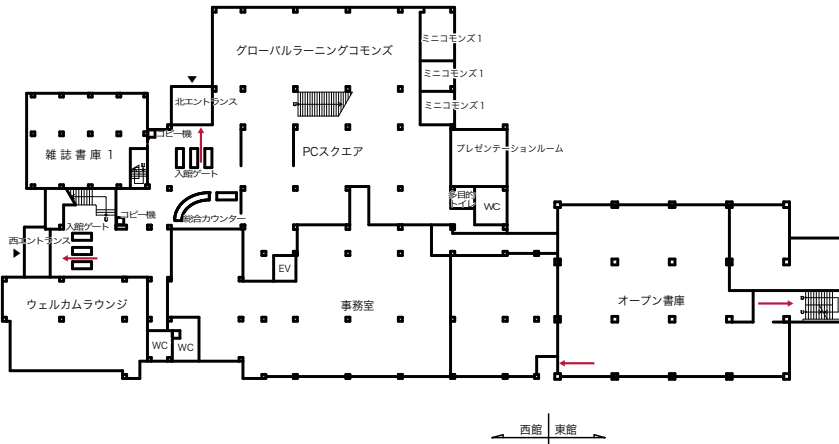 グローバルラーニングコモンズ
ミニコモンズ1
ミニコモンズ1
ミニコモンズ1
北エントランス
コピー機
雑誌書庫 1
PCスクエア
プレゼンテーションルーム
入館ゲート
多目的
トイレ
WC
コピー機
総合カウンター
入館ゲート
西エントランス
EV
ウェルカムラウンジ
事務室
オープン書庫
WC
WC
西館
東館